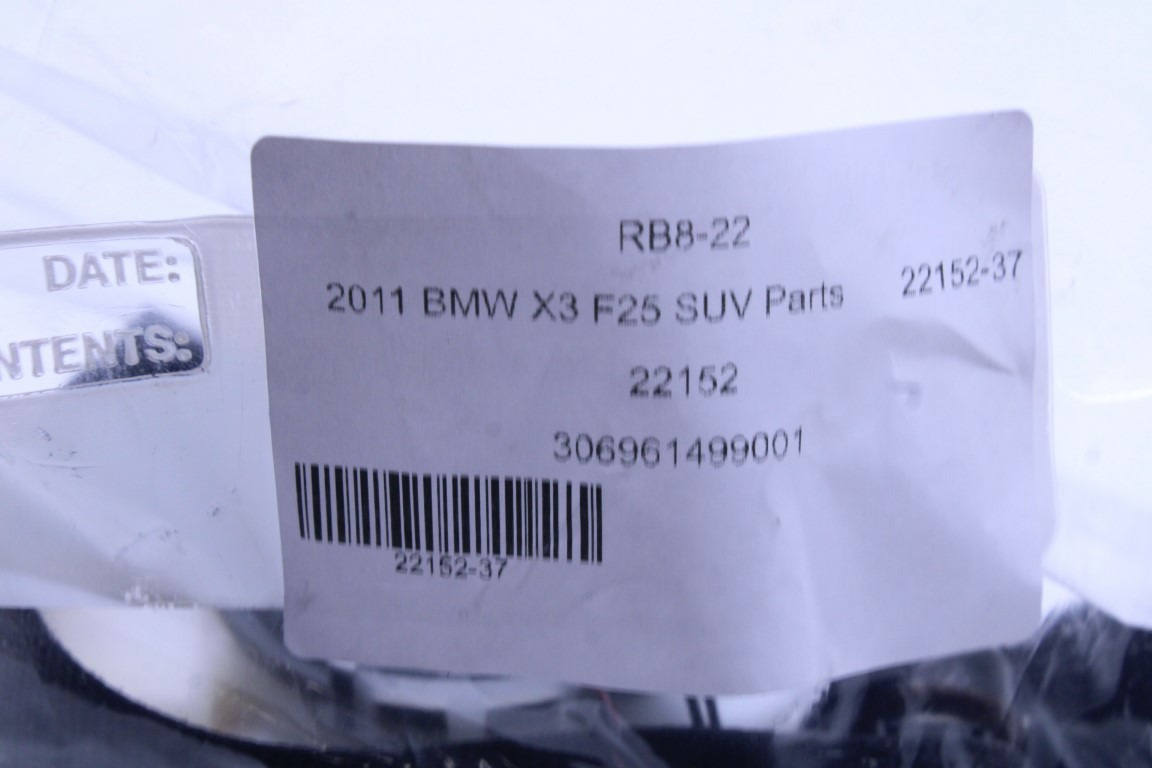 RB8-22
2011 BMW X3 F25 SUV Parts
22152-37
22152
306961499001
22152-37
DATE:
NTENTS: